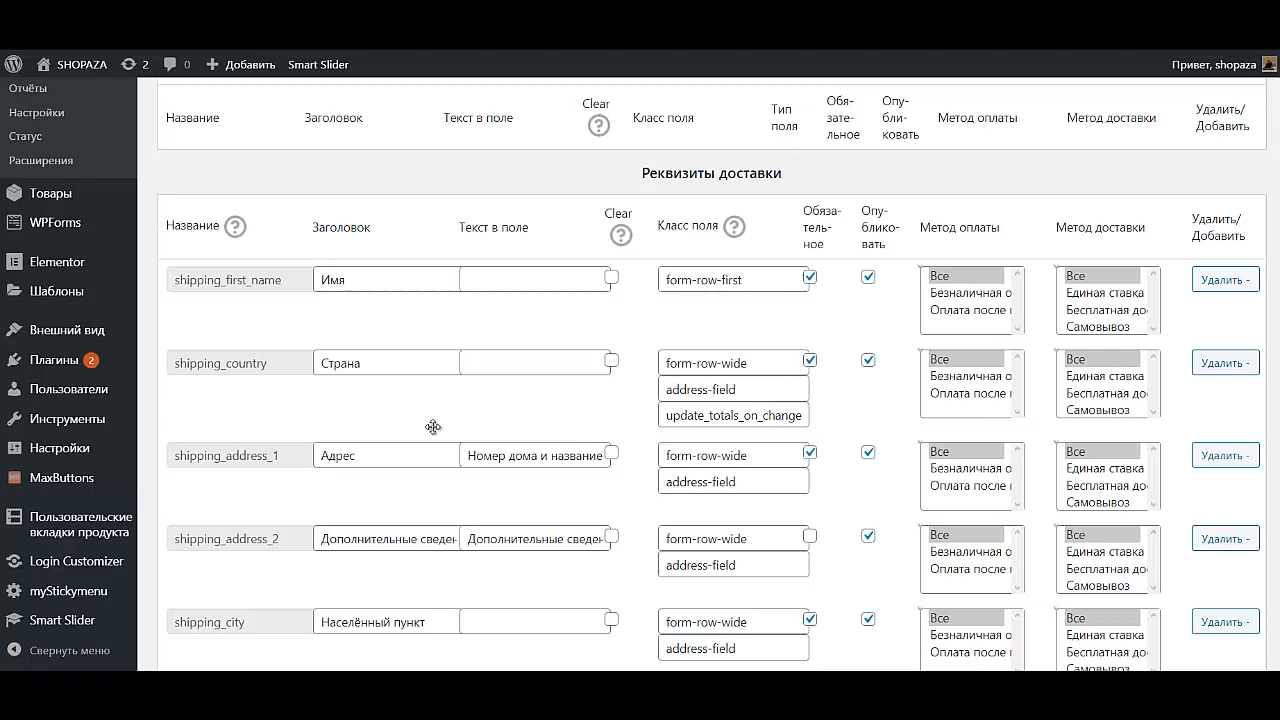 SHOPAZA 2 0 Добавить Smart Slider Привет, shopaza
Отчёты
Настройки
Статус
Расширения
Товары
WPForms
Elementor
Шаблоны
Внешний вид
Плагины 2
Пользователи
Инструменты
Настройки
MaxButtons
Пользовательские
вкладки продукта
Login Customizer
myStickymenu
Smart Slider
Свернуть меню
Название Заголовок Текст в поле Clear ? Класс поля Тип поля Обя-зате-льное Опу-бли-ковать Метод оплаты Метод доставки Удалить/Добавить
Реквизиты доставки
Название ? Заголовок Текст в поле Clear ? Класс поля ? Обяза-тель-ное Опу-блико-вать Метод оплаты Метод доставки Удалить/Добавить
shipping_first_name Имя form-row-first Все Все Удалить -
Безналичная о Единая ставка
Оплата после Бесплатная до
Самовывоз
shipping_country Страна form-row-wide Все Все Удалить -
address-field Безналичная о Единая ставка
update_totals_on_change Оплата после Бесплатная до
Самовывоз
shipping_address_1 Адрес Номер дома и название form-row-wide Все Все Удалить -
address-field Безналичная о Единая ставка
Оплата после Бесплатная до
Самовывоз
shipping_address_2 Дополнительные сведен Дополнительные сведен form-row-wide Все Все Удалить -
address-field Безналичная о Единая ставка
Оплата после Бесплатная до
Самовывоз
shipping_city Населённый пункт form-row-wide Все Все Удалить -
address-field Безналичная о Единая ставка
Оплата после Бесплатная до
Самовывоз